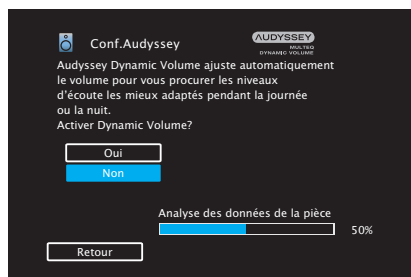 Conf.Audyssey
AUDYSSEY
MULTEQ
DYNAMIC VOLUME
Audyssey Dynamic Volume ajuste automatiquement
le volume pour vous procurer les niveaux
d'écoute les mieux adaptés pendant la journée
ou la nuit.
Activer Dynamic Volume?
Oui
Non
Analyse des données de la pièce
50%
Retour